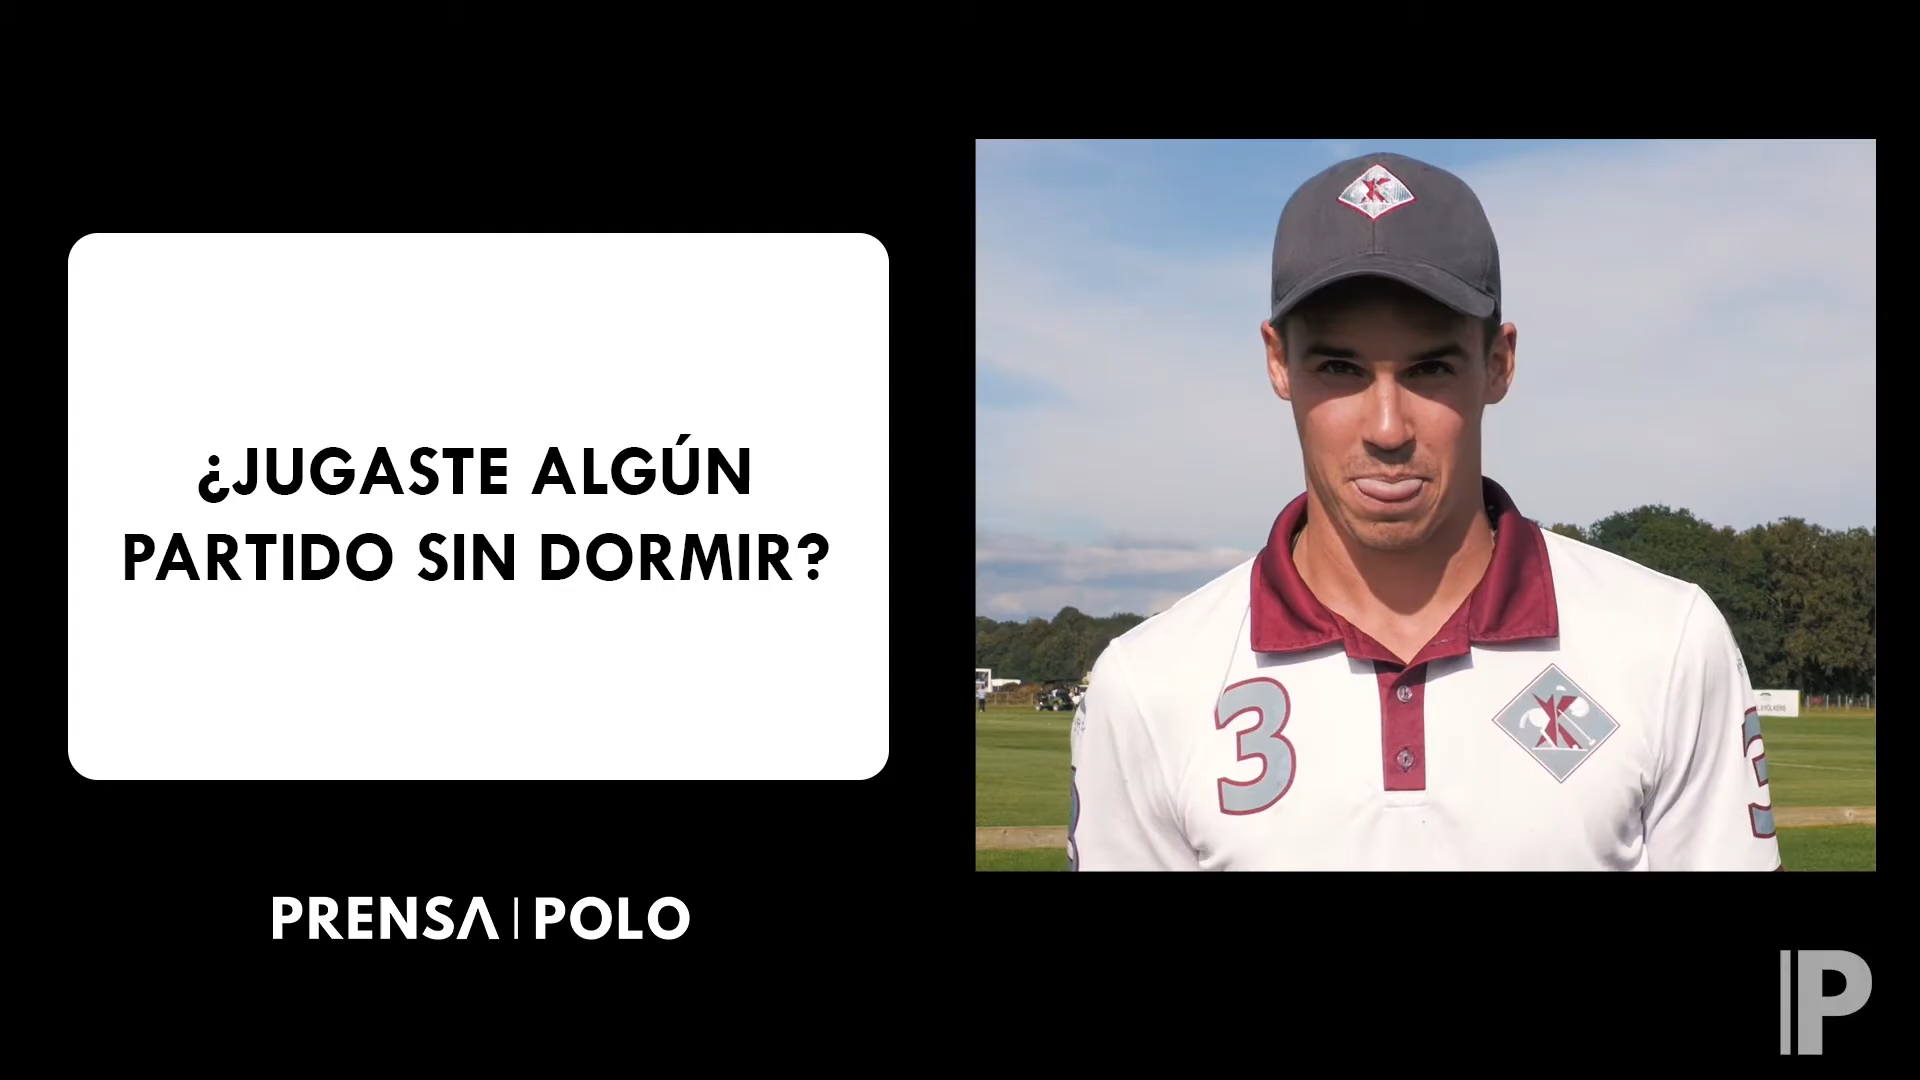 ¿JUGASTE ALGÚN
PARTIDO SIN DORMIR?
PRENSA | POLO
K
3
K
3
P